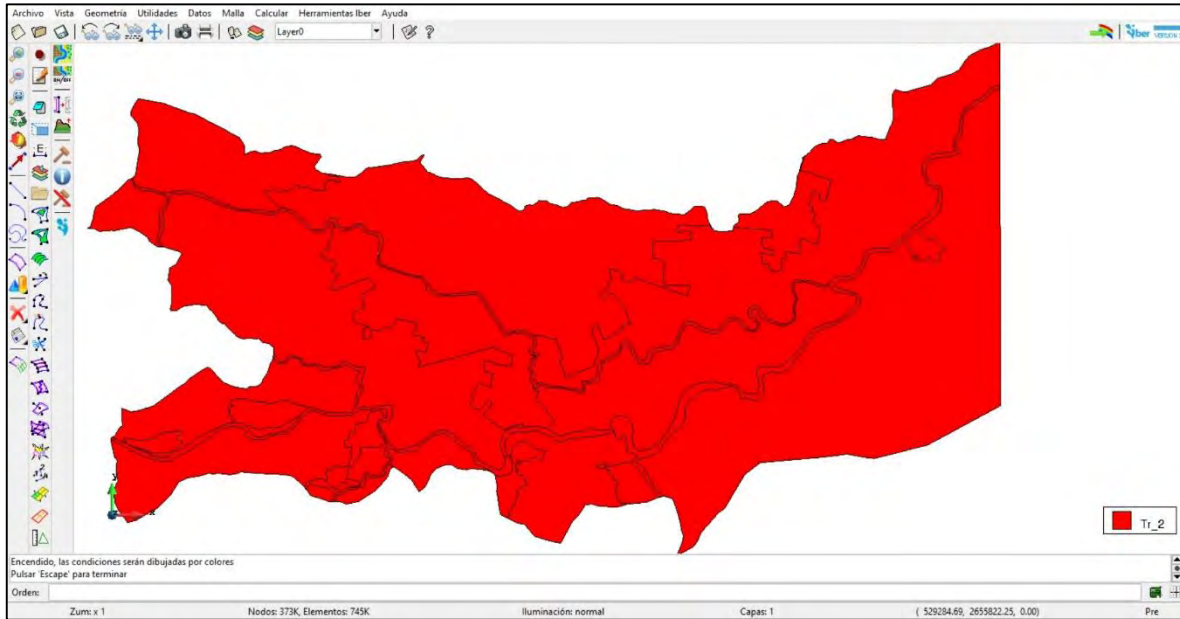 Archivo Vista Geometría Utilidades Datos Malla Calcular Herramientas Iber Ayuda
Layer0
Iber VERSION
E
y
x
Tr_2
Encendido, las condiciones serán dibujadas por colores
Pulsar 'Escape' para terminar
Orden:
Zum: x 1 Nodos: 373K, Elementos: 745K Iluminación: normal Capas: 1 ( 529284.69, 2655822.25, 0.00) Pre